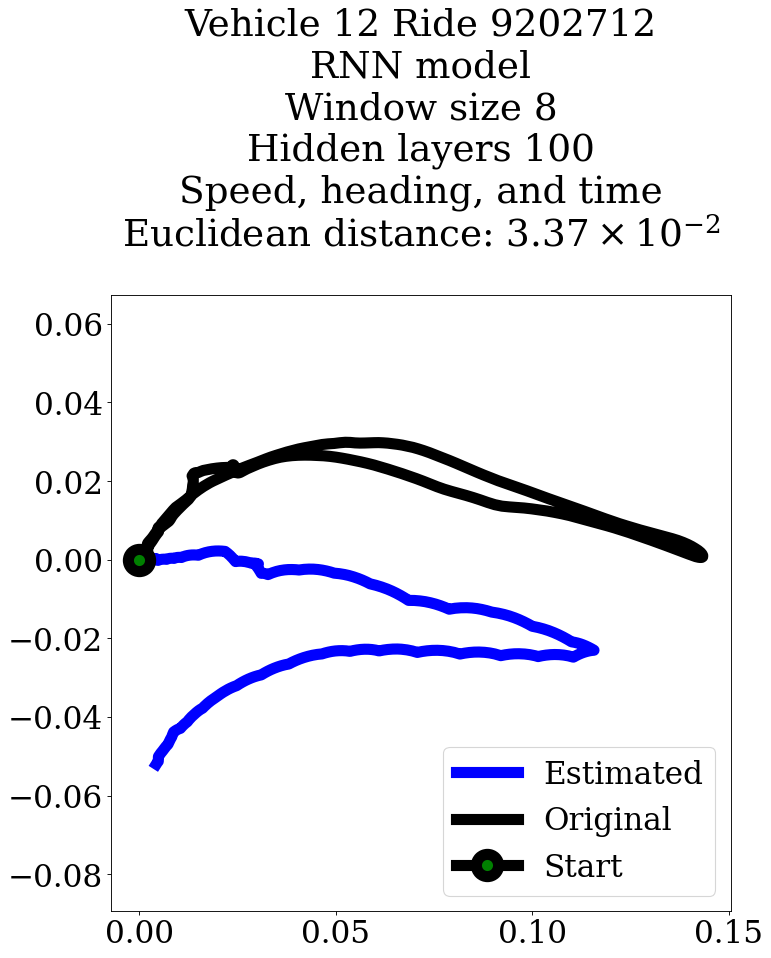 Vehicle 12 Ride 9202712
RNN model
Window size 8
Hidden layers 100
Speed, heading, and time
Euclidean distance: 3.37 × 10⁻²
0.06
0.04
0.02
0.00
−0.02
−0.04
−0.06
−0.08
Estimated
Original
Start
0.00 0.05 0.10 0.15